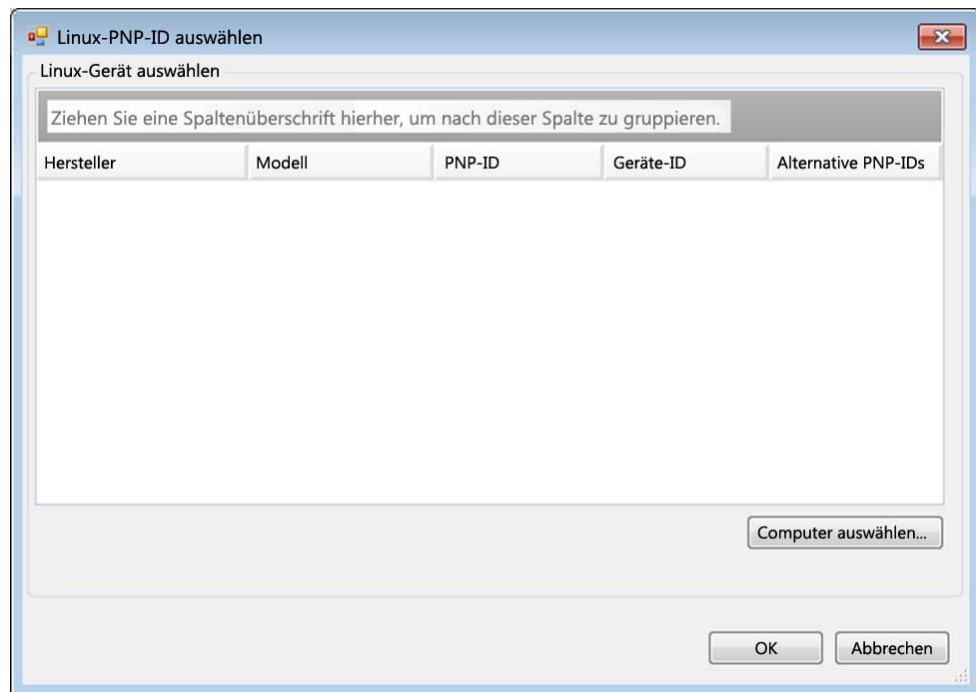 Linux-PNP-ID auswählen
Linux-Gerät auswählen
Ziehen Sie eine Spaltenüberschrift hierher, um nach dieser Spalte zu gruppieren.
Hersteller Modell PNP-ID Geräte-ID Alternative PNP-IDs
Computer auswählen...
OK Abbrechen